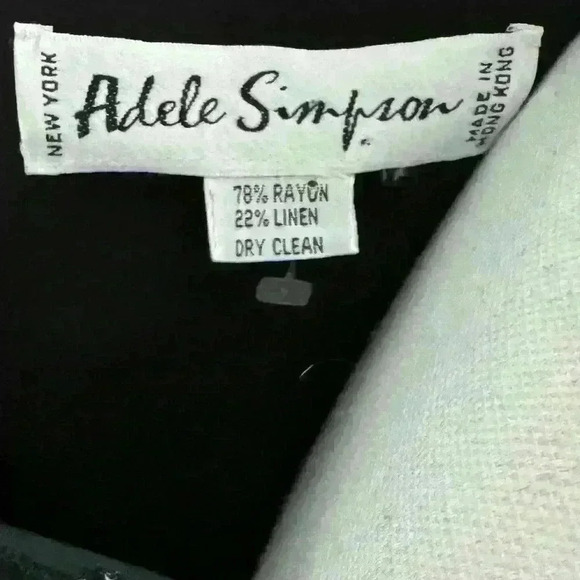 NEW YORK
Adele Simpson
MADE IN
HONG KONG
78% RAYON
22% LINEN
DRY CLEAN